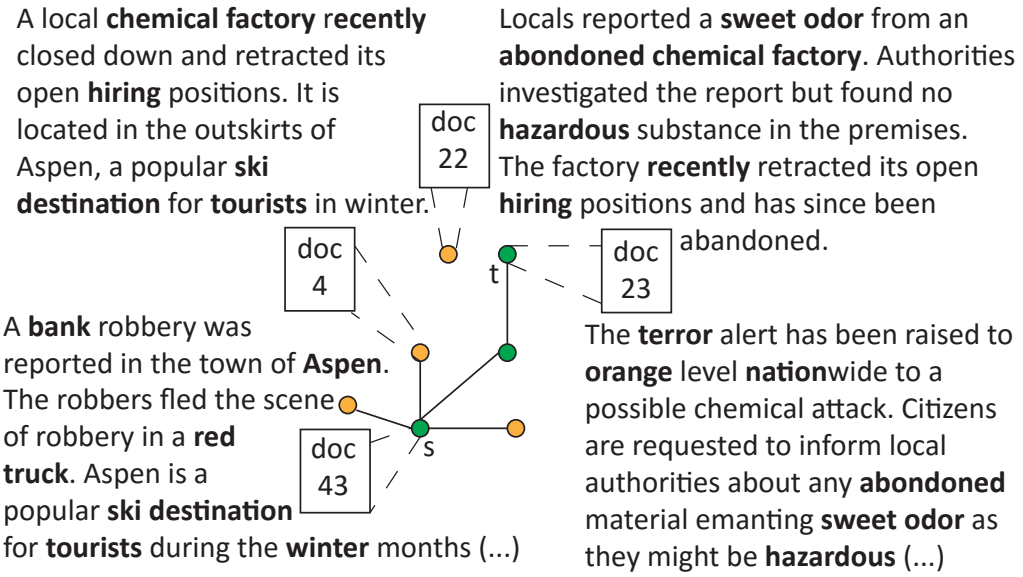 A local chemical factory recently
closed down and retracted its
open hiring positions. It is
located in the outskirts of
Aspen, a popular ski
destination for tourists in winter.
Locals reported a sweet odor from an
abondoned chemical factory. Authorities
investigated the report but found no
hazardous substance in the premises.
The factory recently retracted its open
hiring positions and has since been
abandoned.
doc
22
doc
4
t
doc
23
A bank robbery was
reported in the town of Aspen.
The robbers fled the scene
of robbery in a red
truck. Aspen is a
popular ski destination
for tourists during the winter months (...)
s
doc
43
The terror alert has been raised to
orange level nationwide to a
possible chemical attack. Citizens
are requested to inform local
authorities about any abondoned
material emanting sweet odor as
they might be hazardous (...)